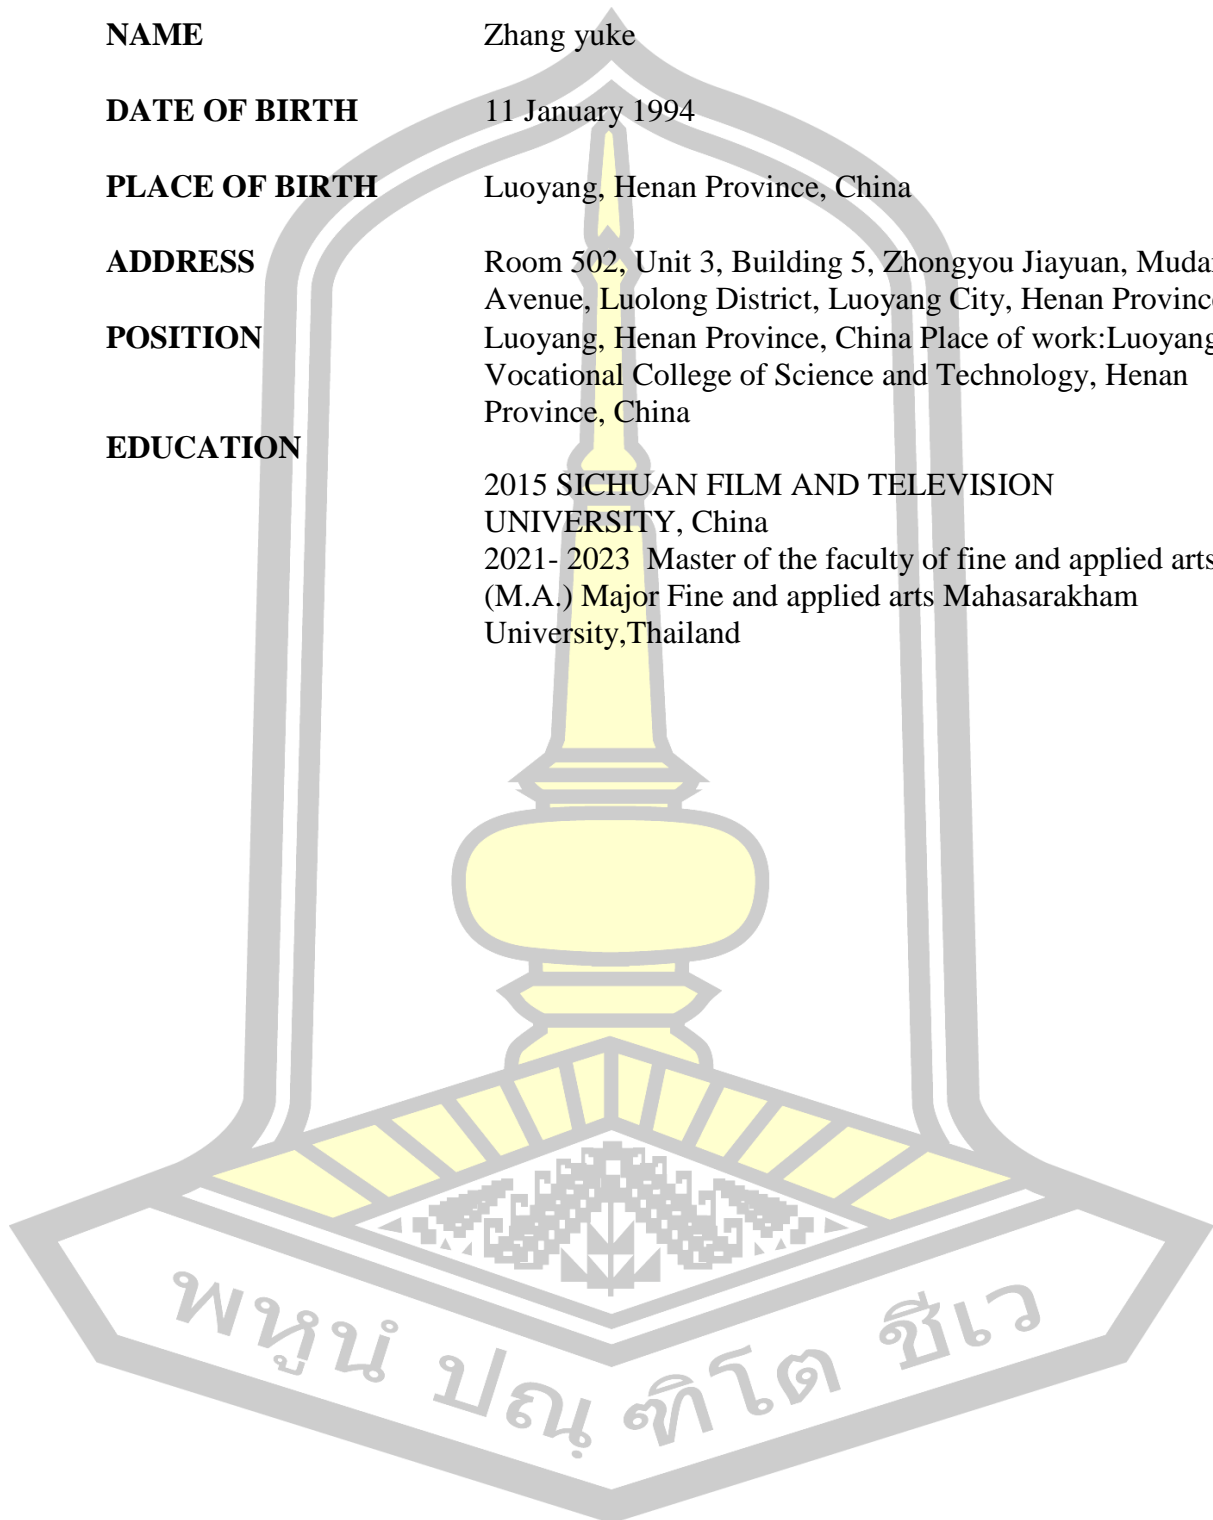 NAME Zhang yuke
DATE OF BIRTH 11 January 1994
PLACE OF BIRTH Luoyang, Henan Province, China
ADDRESS Room 502, Unit 3, Building 5, Zhongyou Jiayuan,
Avenue, Luolong District, Luoyang City, Henan Province
POSITION Luoyang, Henan Province, China Place of work:Luoyang
Vocational College of Science and Technology, Henan
Province, China
EDUCATION
2015 SICHUAN FILM AND TELEVISION
UNIVERSITY, China
2021- 2023 Master of the faculty of fine and applied arts
(M.A.) Major Fine and applied arts Mahasarakham
University,Thailand
พหูนํ ปณฺ ฑิโต ชีเว